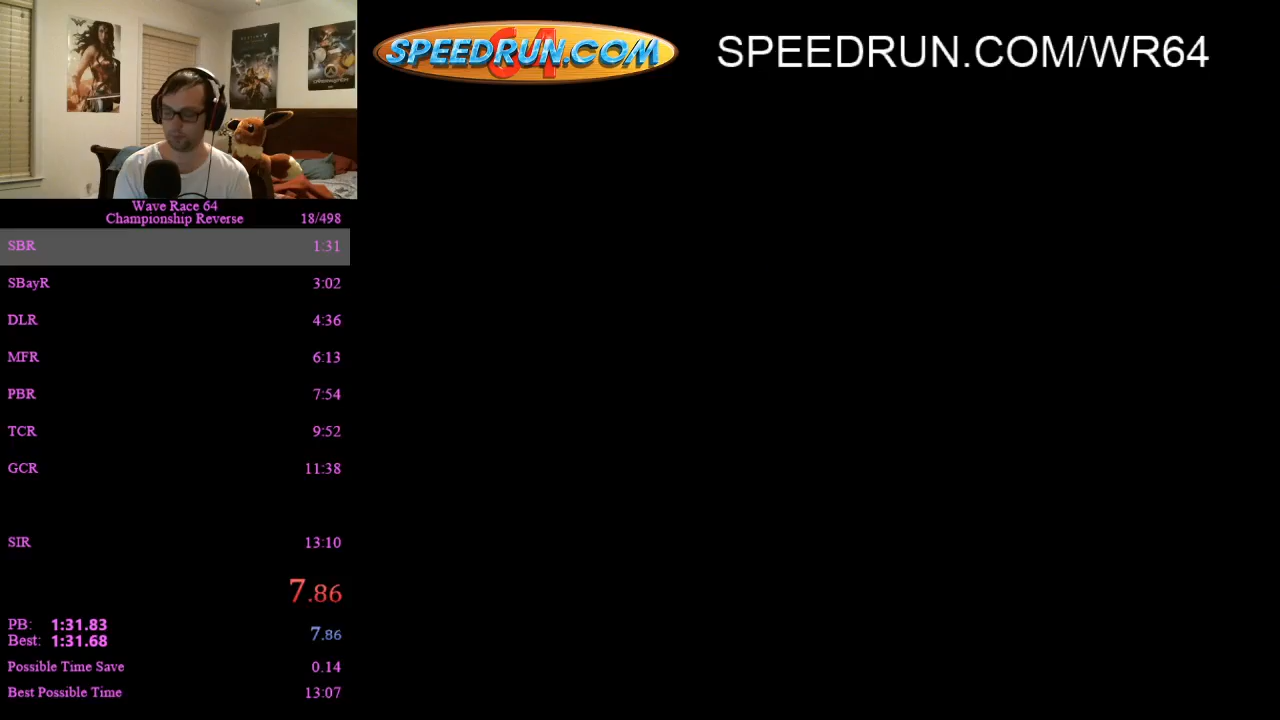 SPEEDRUN.COM
64
SPEEDRUN.COM/WR64
Wave Race 64
Championship Reverse 18/498
SBR 1:31
SBayR 3:02
DLR 4:36
MFR 6:13
PBR 7:54
TCR 9:52
GCR 11:38
SIR 13:10
7.86
PB: 1:31.83
Best: 1:31.68
7.86
Possible Time Save 0.14
Best Possible Time 13:07